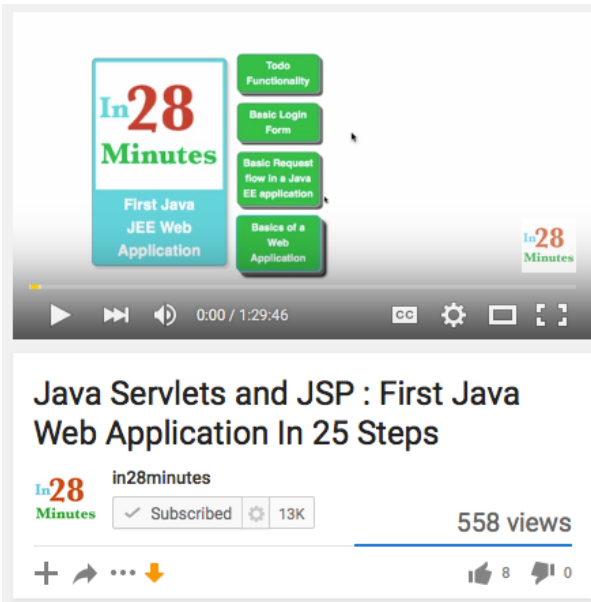 In28
Minutes
First Java
JEE Web
Application
Todo
Functionality
Basic Login
Form
Basic Request
flow in a Java
EE application
Basics of a
Web
Application
In28
Minutes
0:00 / 1:29:46
CC
Java Servlets and JSP : First Java
Web Application In 25 Steps
In28
Minutes
in28minutes
Subscribed 13K
558 views
8 0